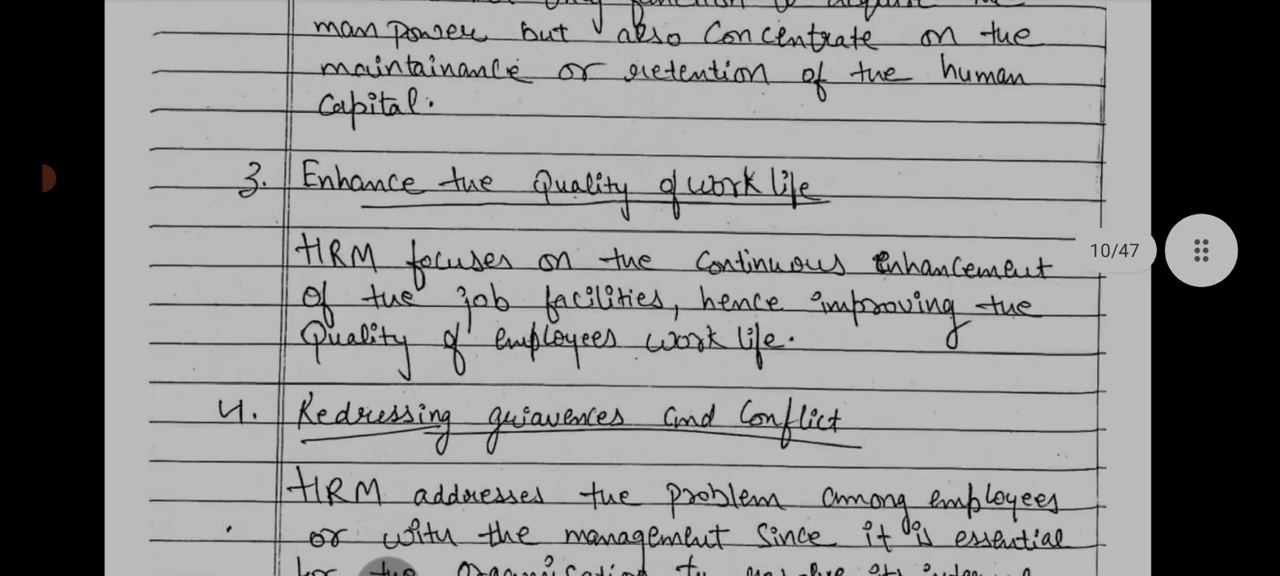 man power but also Concentrate on the
maintainance or retention of the human
Capital.
3. Enhance the Quality of work life
HRM focuses on the continuous Enhancement
of the job facilities, hence improving the
Quality of employees work life.
10/47
4. Redressing griavences and Conflict
HRM addresses the problem among employees
or with the management since it is essential